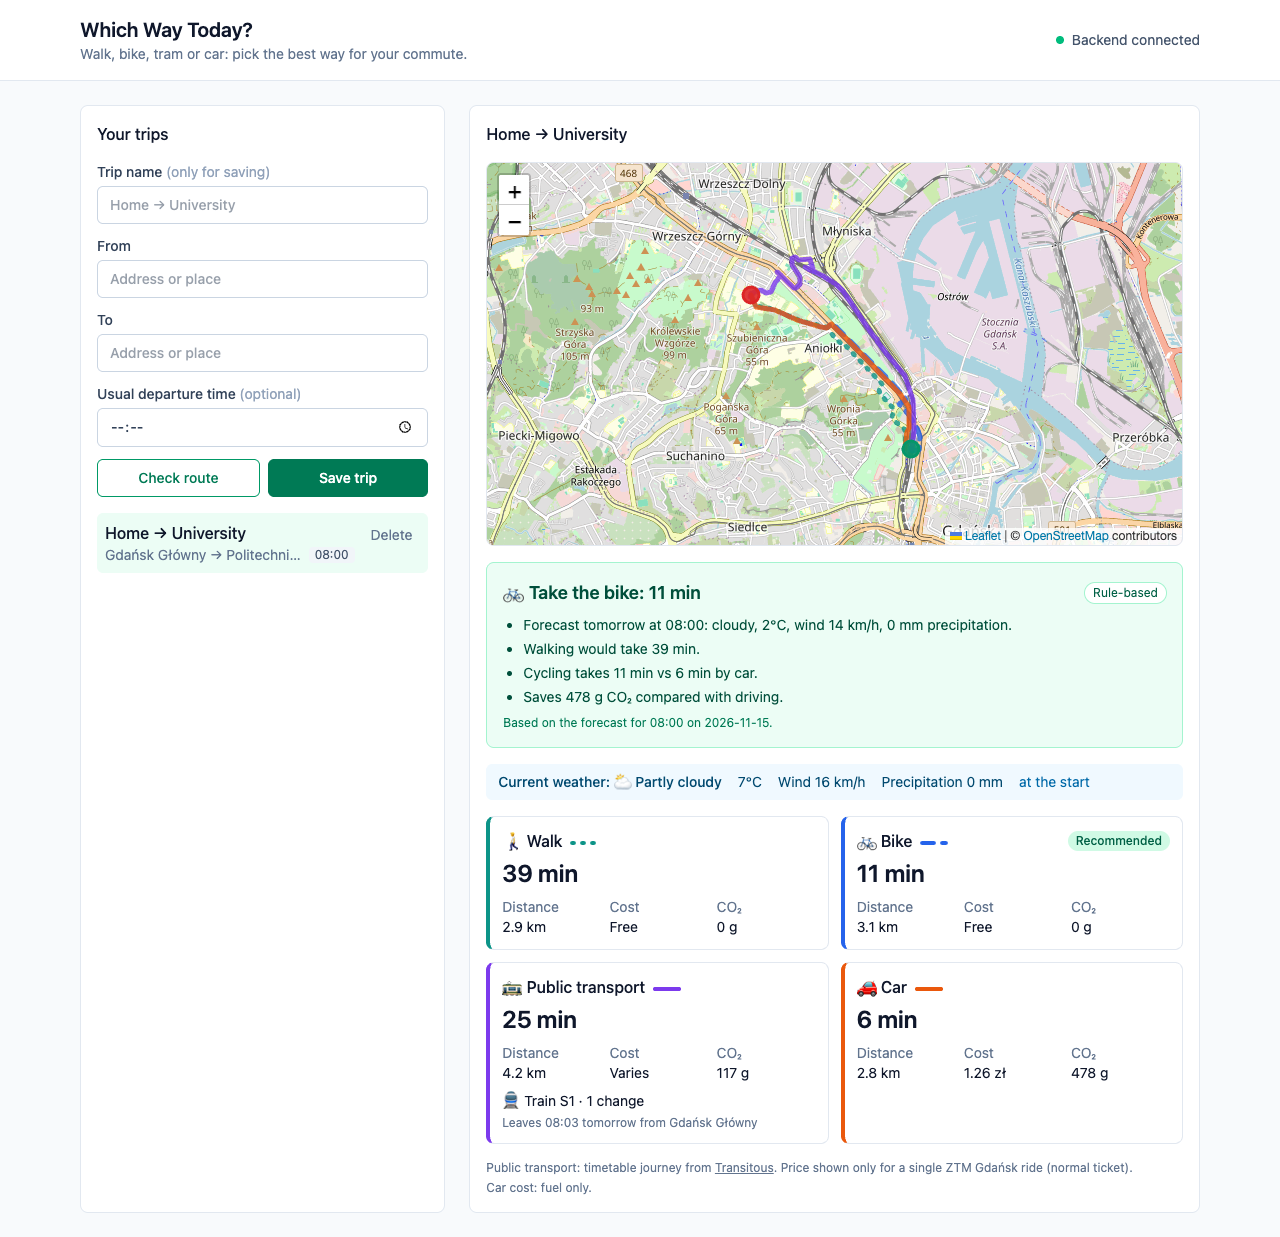 Which Way Today?
Walk, bike, tram or car: pick the best way for your commute.
Backend connected
Your trips
Trip name (only for saving)
Home → University
From
Address or place
To
Address or place
Usual departure time (optional)
--:--
Check route
Save trip
Home → University
Delete
Gdańsk Główny → Politechni...
08:00
Home → University
+
−
468
Wrzeszcz Dolny
Wrzeszcz Górny
Młyniska
Kontenerowa
Kanał Kaszubski
Ostrów
93 m
Strzyska
Góra
105 m
Królewskie
Wzgórze
99 m
Szubieniczna
Góra
55 m
Aniołki
Stocznia
Gdańsk
S.A.
Pogańska
Góra
65 m
Wronia
Górka
55 m
Piecki-Migowo
Suchanino
Estakada
Rakoczego
Przeróbka
Siedlce
Leaflet | © OpenStreetMap contributors
🚲 Take the bike: 11 min
Rule-based
• Forecast tomorrow at 08:00: cloudy, 2°C, wind 14 km/h, 0 mm precipitation.
• Walking would take 39 min.
• Cycling takes 11 min vs 6 min by car.
• Saves 478 g CO₂ compared with driving.
Based on the forecast for 08:00 on 2026-11-15.
Current weather: ⛅ Partly cloudy 7°C Wind 16 km/h Precipitation 0 mm at the start
Walk
39 min
Distance Cost CO₂
2.9 km Free 0 g
Bike
Recommended
11 min
Distance Cost CO₂
3.1 km Free 0 g
Public transport
25 min
Distance Cost CO₂
4.2 km Varies 117 g
Train S1 · 1 change
Leaves 08:03 tomorrow from Gdańsk Główny
Car
6 min
Distance Cost CO₂
2.8 km 1.26 zł 478 g
Public transport: timetable journey from Transitous. Price shown only for a single ZTM Gdańsk ride (normal ticket).
Car cost: fuel only.